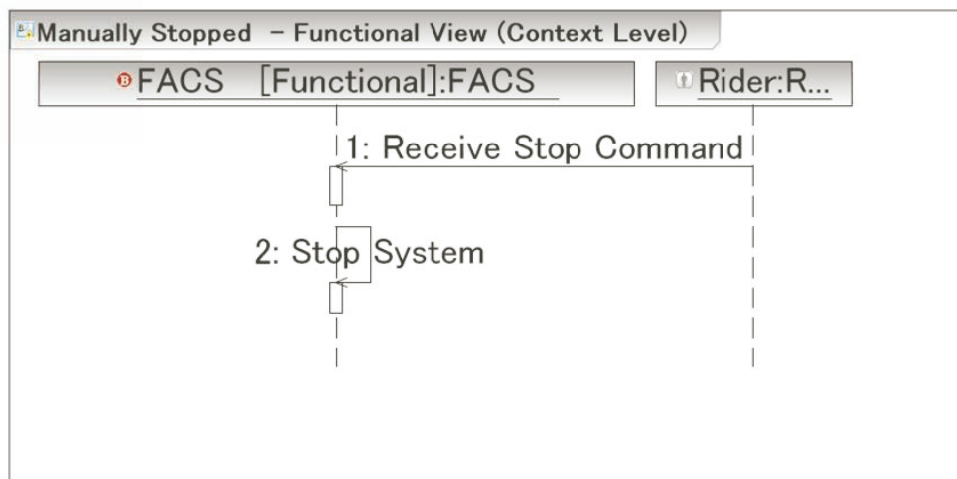 Manually Stopped - Functional View (Context Level)
FACS [Functional]:FACS
Rider:R...
1: Receive Stop Command
2: Stop System